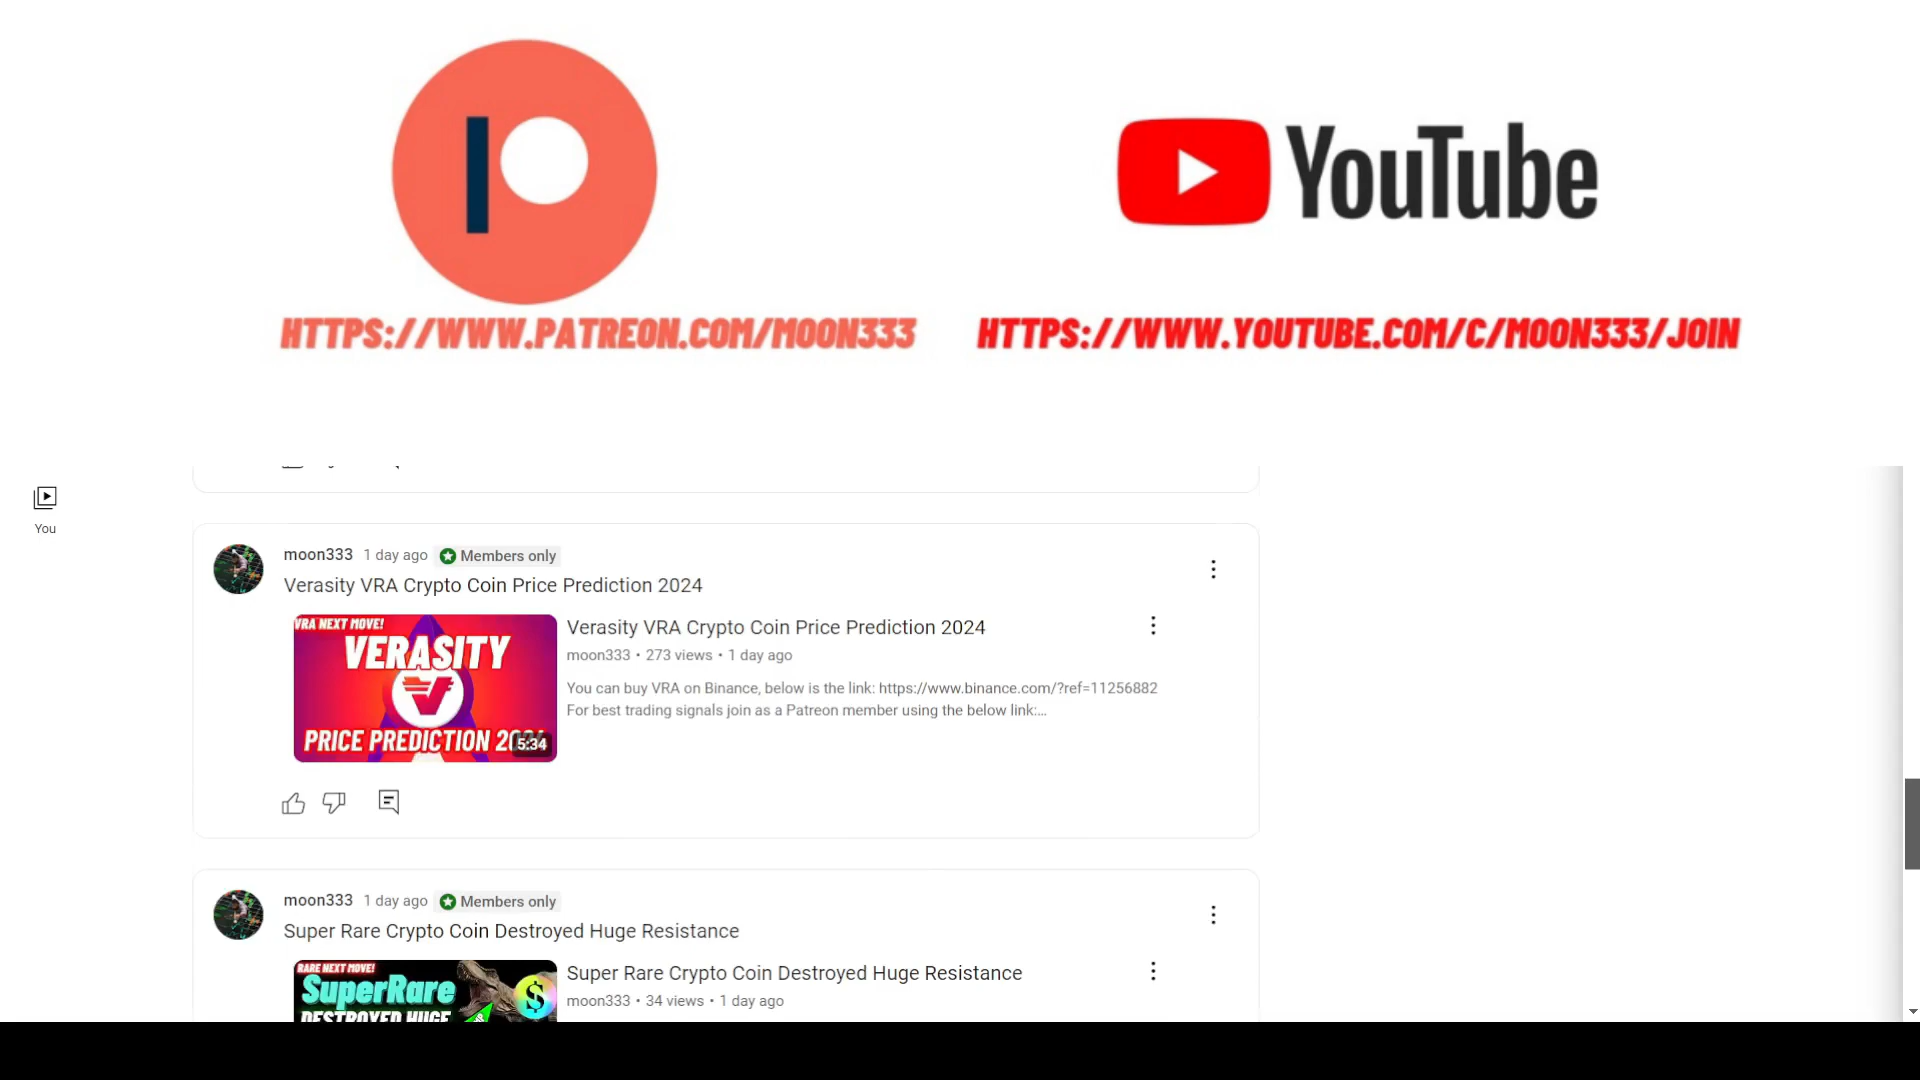 YouTube
HTTPS://WWW.PATREON.COM/MOON333
HTTPS://WWW.YOUTUBE.COM/C/MOON333/JOIN
You
moon333 1 day ago Members only
Verasity VRA Crypto Coin Price Prediction 2024
VRA NEXT MOVE!
VERASITY
PRICE PREDICTION
5:34
Verasity VRA Crypto Coin Price Prediction 2024
moon333 • 273 views • 1 day ago
You can buy VRA on Binance, below is the link: https://www.binance.com/?ref=11256882
For best trading signals join as a Patreon member using the below link:...
moon333 1 day ago Members only
Super Rare Crypto Coin Destroyed Huge Resistance
RARE NEXT MOVE!
SuperRare
DESTROYED HUGE
Super Rare Crypto Coin Destroyed Huge Resistance
moon333 • 34 views • 1 day ago